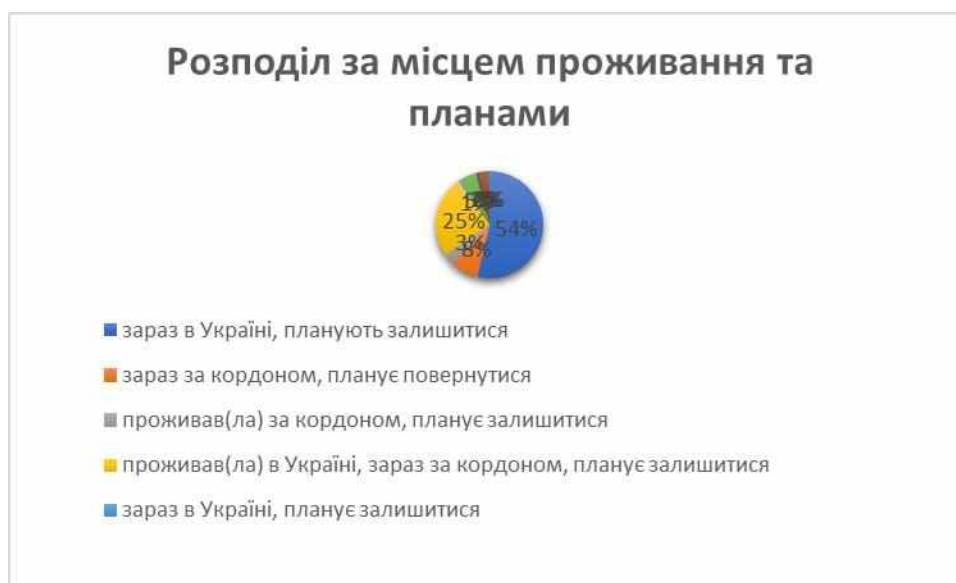 Розподіл за місцем проживання та
планами
25%
54%
3%
8%
зараз в Україні, планують залишитися
зараз за кордоном, планує повернутися
проживав(ла) за кордоном, планує залишитися
проживав(ла) в Україні, зараз за кордоном, планує залишитися
зараз в Україні, планує залишитися